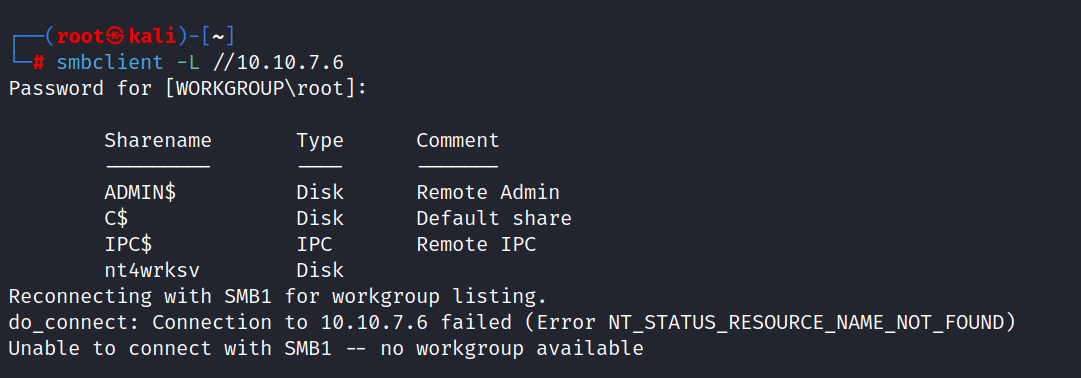 ┌──(root㉿kali)-[~]
└─# smbclient -L //10.10.7.6
Password for [WORKGROUP\root]:
Sharename Type Comment
--------- ---- -------
ADMIN$ Disk Remote Admin
C$ Disk Default share
IPC$ IPC Remote IPC
nt4wrksv Disk
Reconnecting with SMB1 for workgroup listing.
do_connect: Connection to 10.10.7.6 failed (Error NT_STATUS_RESOURCE_NAME_NOT_FOUND)
Unable to connect with SMB1 -- no workgroup available